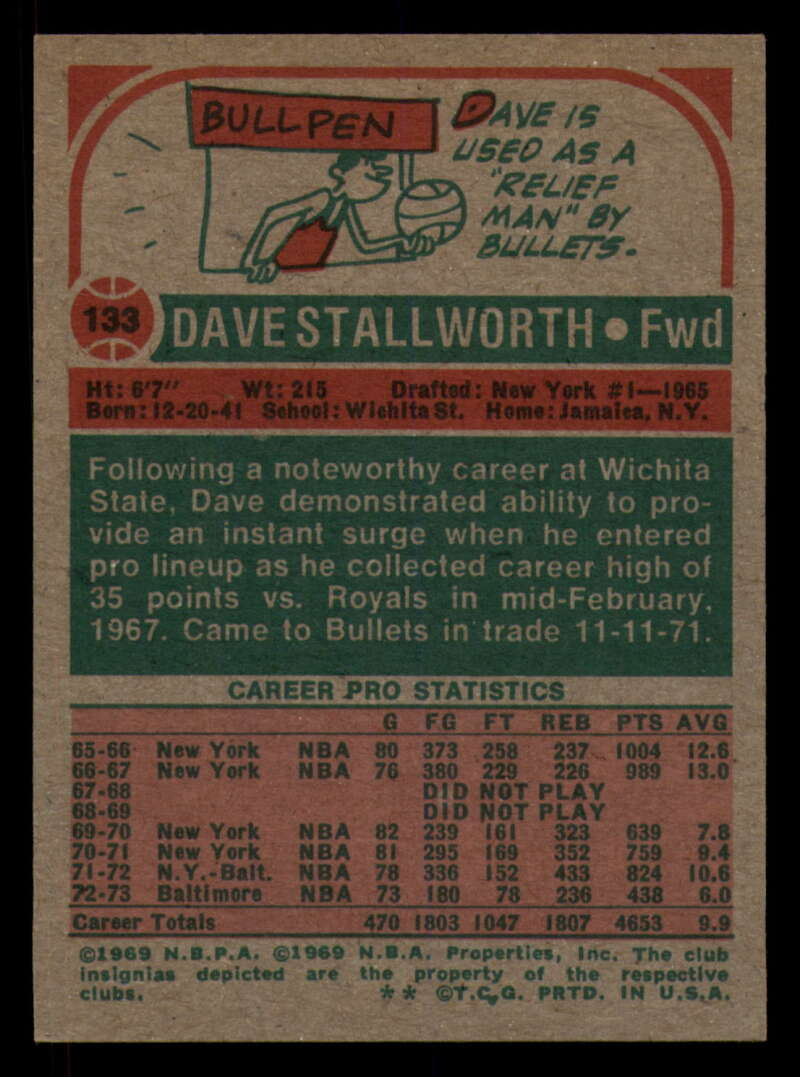 BULLPEN
DAVE IS
USED AS A
"RELIEF
MAN" BY
BULLETS.
133
DAVE STALLWORTH • Fwd
Ht: 6'7" Wt: 215 Drafted: New York #1—1965
Born: 12-20-41 School: Wichita St. Home: Jamaica, N.Y.
Following a noteworthy career at Wichita
State, Dave demonstrated ability to pro-
vide an instant surge when he entered
pro lineup as he collected career high of
35 points vs. Royals in mid-February,
1967. Came to Bullets in trade 11-11-71.
CAREER PRO STATISTICS
G FG FT REB PTS AVG
65-66 New York NBA 80 373 258 237 1004 12.6
66-67 New York NBA 76 380 229 226 989 13.0
67-68 DID NOT PLAY
68-69 DID NOT PLAY
69-70 New York NBA 82 239 161 323 639 7.8
70-71 New York NBA 81 295 169 352 759 9.4
71-72 N.Y.-Balt. NBA 78 336 152 433 824 10.6
72-73 Baltimore NBA 73 180 78 236 438 6.0
Career Totals 470 1803 1047 1807 4653 9.9
©1969 N.B.P.A. ©1969 N.B.A. Properties, Inc. The club
insignias depicted are the property of the respective
clubs. * * ©T.C.G. PRTD. IN U.S.A.